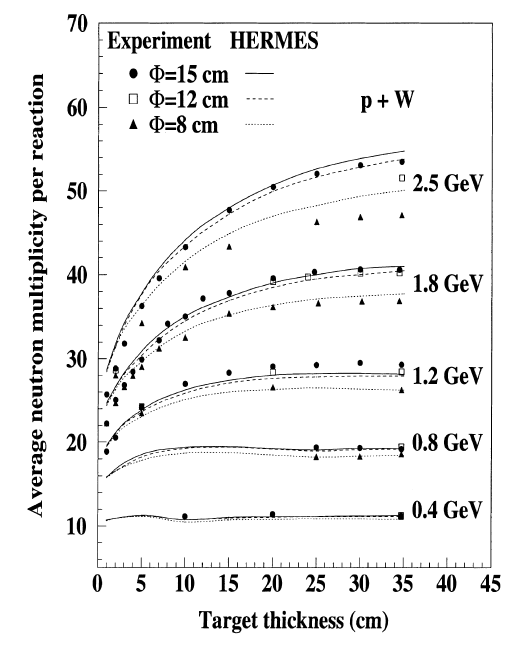 70
60
50
40
30
20
10
Average neutron multiplicity per reaction
Experiment HERMES
Φ=15 cm
Φ=12 cm
Φ=8 cm
p + W
2.5 GeV
1.8 GeV
1.2 GeV
0.8 GeV
0.4 GeV
0 1 5 10 15 20 25 30 35 40 45
Target thickness (cm)